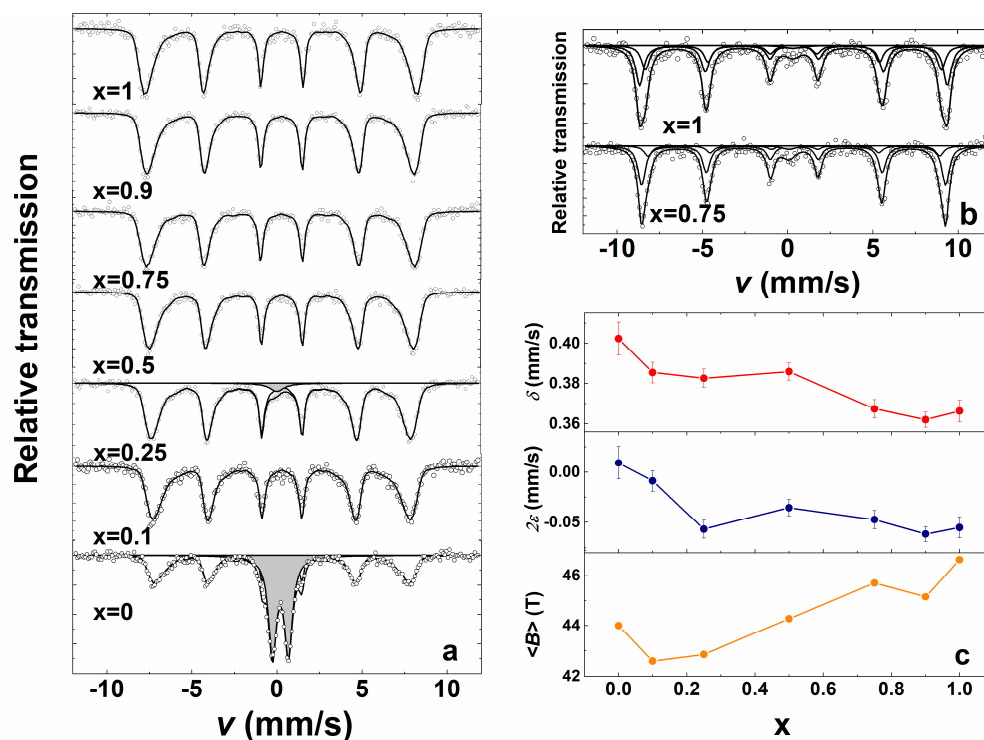 Relative transmission
x=1
x=0.9
x=0.75
x=0.5
x=0.25
x=0.1
x=0
a
-10 -5 0 5 10
v (mm/s)
Relative transmission
x=1
x=0.75
b
-10 -5 0 5 10
v (mm/s)
δ (mm/s)
0.40
0.38
0.36
2ε (mm/s)
0.00
-0.05
<B> (T)
46
44
42
c
0.0 0.2 0.4 0.6 0.8 1.0
x